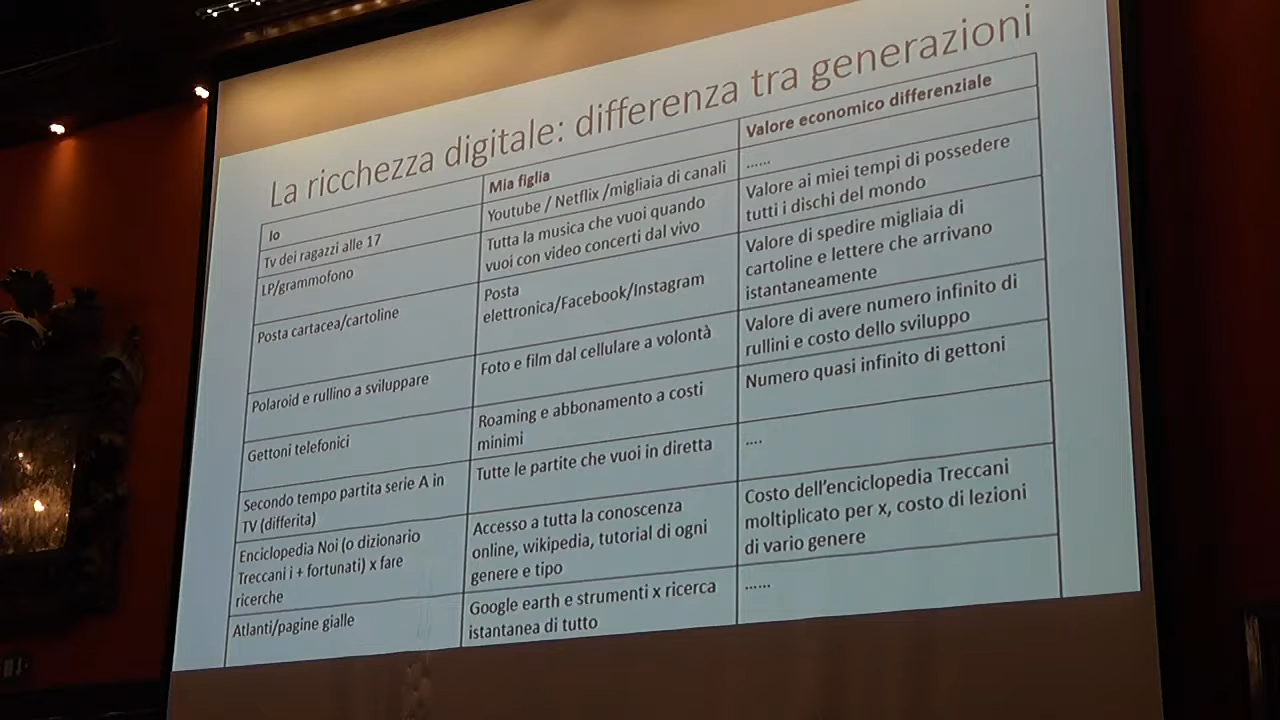 La ricchezza digitale: differenza tra generazioni
Io
Mia figlia
Valore economico differenziale
Tv dei ragazzi alle 17
Youtube / Netflix /migliaia di canali
......
LP/grammofono
Tutta la musica che vuoi quando
vuoi con video concerti dal vivo
Valore ai miei tempi di possedere
tutti i dischi del mondo
Posta cartacea/cartoline
Posta
elettronica/Facebook/Instagram
Valore di spedire migliaia di
cartoline e lettere che arrivano
istantaneamente
Polaroid e rullino a sviluppare
Foto e film dal cellulare a volontà
Valore di avere numero infinito di
rullini e costo dello sviluppo
Gettoni telefonici
Roaming e abbonamento a costi
minimi
Numero quasi infinito di gettoni
Secondo tempo partita serie A in
TV (differita)
Tutte le partite che vuoi in diretta
....
Enciclopedia Noi (o dizionario
Treccani i + fortunati) x fare
ricerche
Accesso a tutta la conoscenza
online, wikipedia, tutorial di ogni
genere e tipo
Costo dell'enciclopedia Treccani
moltiplicato per x, costo di lezioni
di vario genere
Atlanti/pagine gialle
Google earth e strumenti x ricerca
istantanea di tutto
......